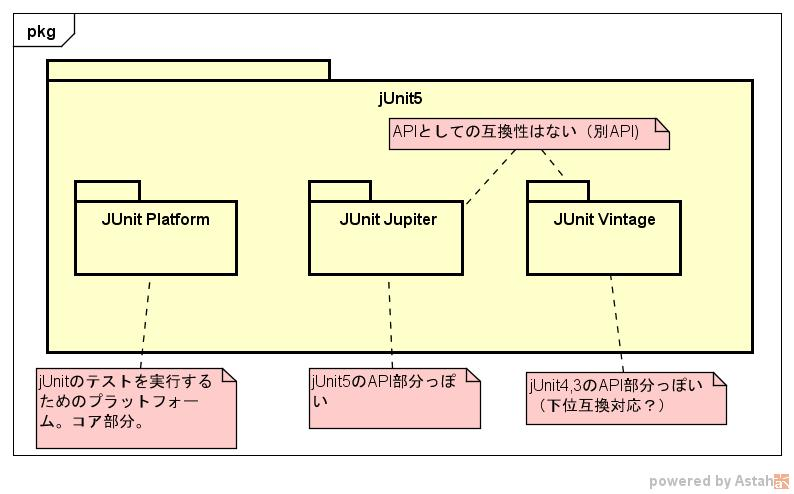 pkg
jUnit5
APIとしての互換性はない（別API)
JUnit Platform
JUnit Jupiter
JUnit Vintage
jUnitのテストを実行する
ためのプラットフォー
ム。コア部分。
jUnit5のAPI部分っぽ
い
jUnit4,3のAPI部分っぽい
（下位互換対応？）
powered by Astah